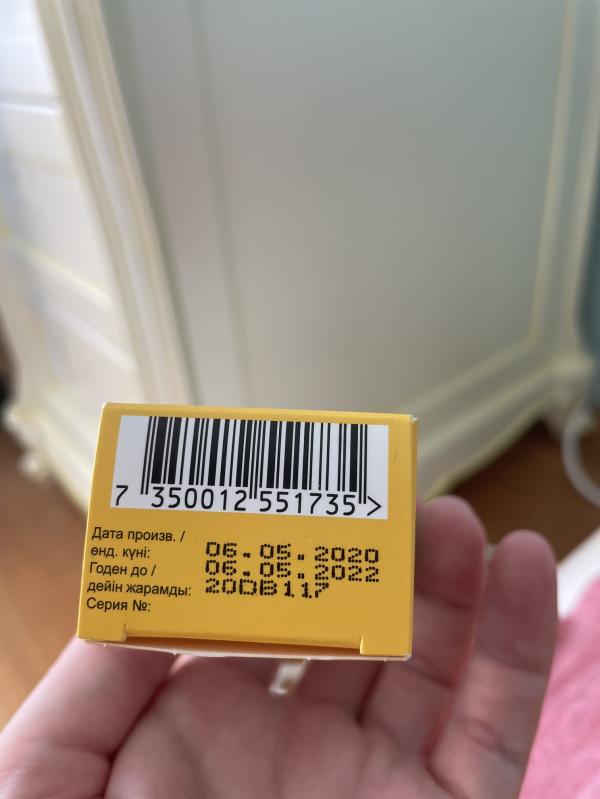 7 350012 551735 >
Дата произв. /
өнд. күні:
Годен до /
дейін жарамды:
Серия №:
06.05.2020
06.05.2022
20DB117